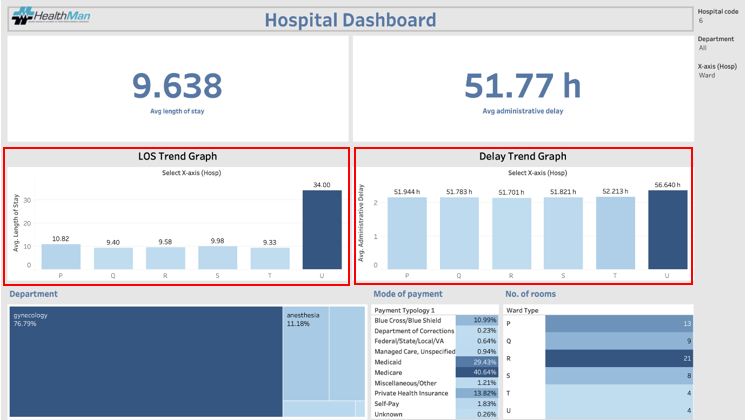 HealthMan
Hospital Dashboard
Hospital code
6
Department
All
X-axis (Hosp)
Ward
9.638
Avg length of stay
51.77 h
Avg administrative delay
LOS Trend Graph
Select X-axis (Hosp)
Avg. Length of Stay
30
20
10
0
10.82
9.40
9.58
9.98
9.33
34.00
P
Q
R
S
T
U
Delay Trend Graph
Select X-axis (Hosp)
Avg. Administrative Delay
2
1
0
51.944 h
51.783 h
51.701 h
51.821 h
52.213 h
56.640 h
P
Q
R
S
T
U
Department
gynecology
76.79%
anesthesia
11.18%
Mode of payment
Payment Typology 1
Blue Cross/Blue Shield 10.99%
Department of Corrections 0.23%
Federal/State/Local/VA 0.64%
Managed Care, Unspecified 0.94%
Medicaid 29.43%
Medicare 40.64%
Miscellaneous/Other 1.21%
Private Health Insurance 13.82%
Self-Pay 1.83%
Unknown 0.26%
No. of rooms
Ward Type
P 13
Q 9
R 21
S 8
T 4
U 4